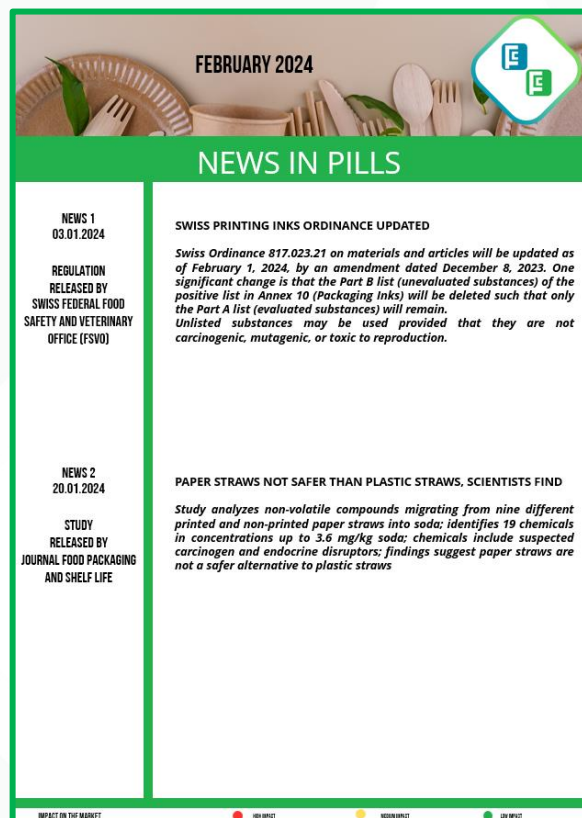 FEBRUARY 2024
NEWS IN PILLS
NEWS 1
03.01.2024
REGULATION
RELEASED BY
SWISS FEDERAL FOOD
SAFETY AND VETERINARY
OFFICE (FSVO)
SWISS PRINTING INKS ORDINANCE UPDATED
Swiss Ordinance 817.023.21 on materials and articles will be updated as
of February 1, 2024, by an amendment dated December 8, 2023. One
significant change is that the Part B list (unevaluated substances) of the
positive list in Annex 10 (Packaging Inks) will be deleted such that only
the Part A list (evaluated substances) will remain.
Unlisted substances may be used provided that they are not
carcinogenic, mutagenic, or toxic to reproduction.
NEWS 2
20.01.2024
STUDY
RELEASED BY
JOURNAL FOOD PACKAGING
AND SHELF LIFE
PAPER STRAWS NOT SAFER THAN PLASTIC STRAWS, SCIENTISTS FIND
Study analyzes non-volatile compounds migrating from nine different
printed and non-printed paper straws into soda; identifies 19 chemicals
in concentrations up to 3.6 mg/kg soda; chemicals include suspected
carcinogen and endocrine disruptors; findings suggest paper straws are
not a safer alternative to plastic straws
IMPACT ON THE MARKET
HIGH IMPACT
MEDIUM IMPACT
LOW IMPACT